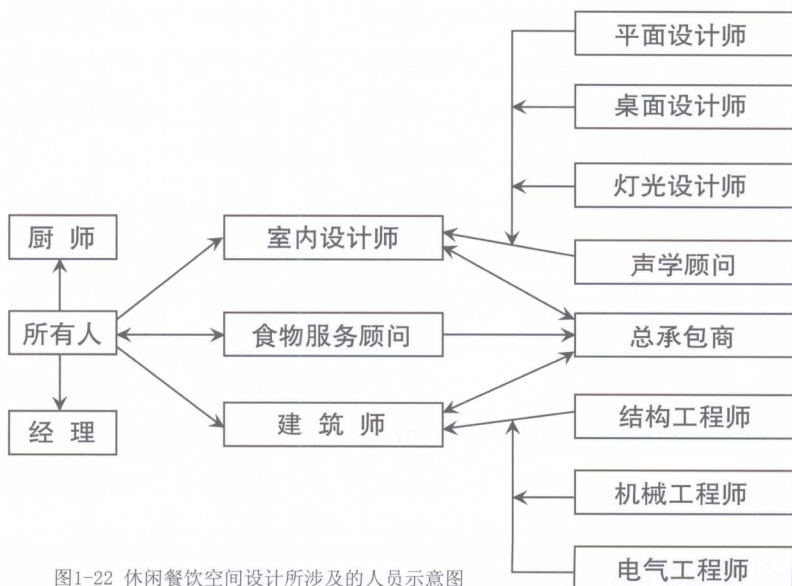 平面设计师
桌面设计师
灯光设计师
厨 师
室内设计师
声学顾问
所有人
食物服务顾问
总承包商
经 理
建 筑 师
结构工程师
机械工程师
电气工程师
图1-22 休闲餐饮空间设计所涉及的人员示意图